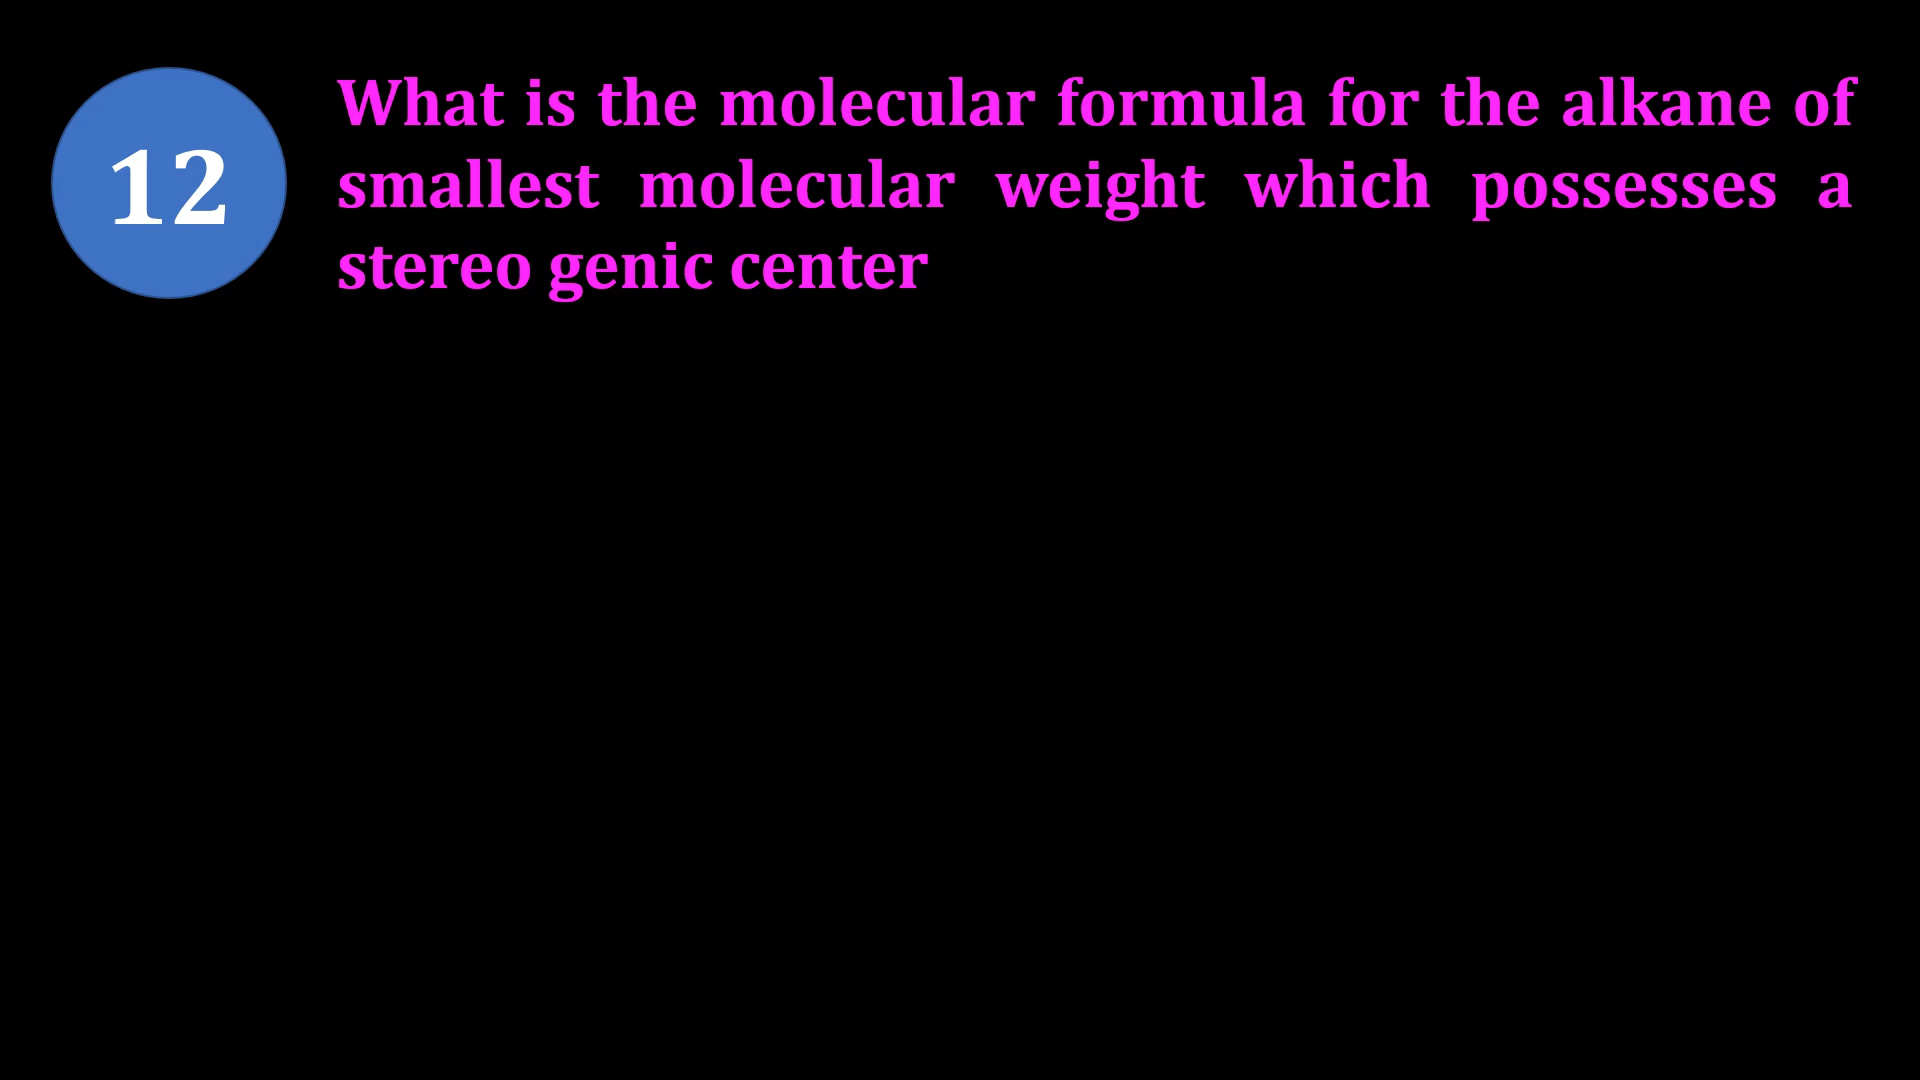 12
What is the molecular formula for the alkane of
smallest molecular weight which possesses a
stereo genic center